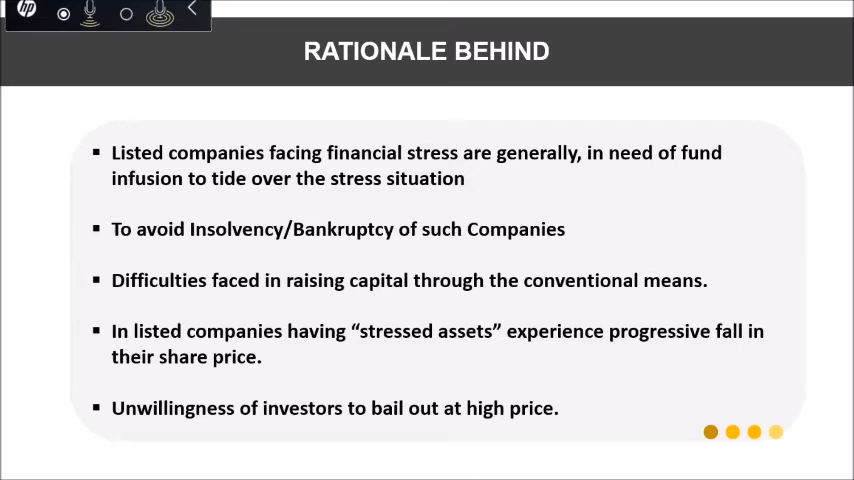 hp
RATIONALE BEHIND
▪ Listed companies facing financial stress are generally, in need of fund
infusion to tide over the stress situation
▪ To avoid Insolvency/Bankruptcy of such Companies
▪ Difficulties faced in raising capital through the conventional means.
▪ In listed companies having “stressed assets” experience progressive fall in
their share price.
▪ Unwillingness of investors to bail out at high price.